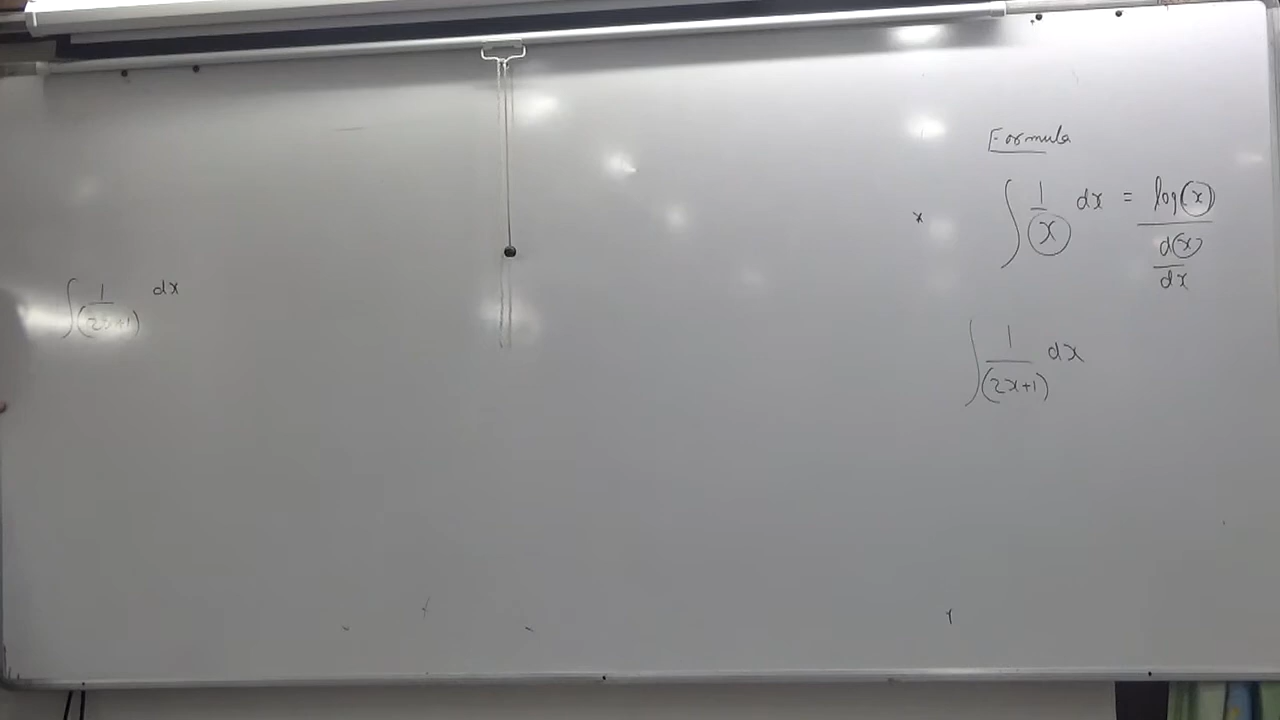 ∫ 1/(2x+1) dx
Formula
∫ 1/x dx = log(x) / (d(x)/dx)
∫ 1/(2x+1) dx